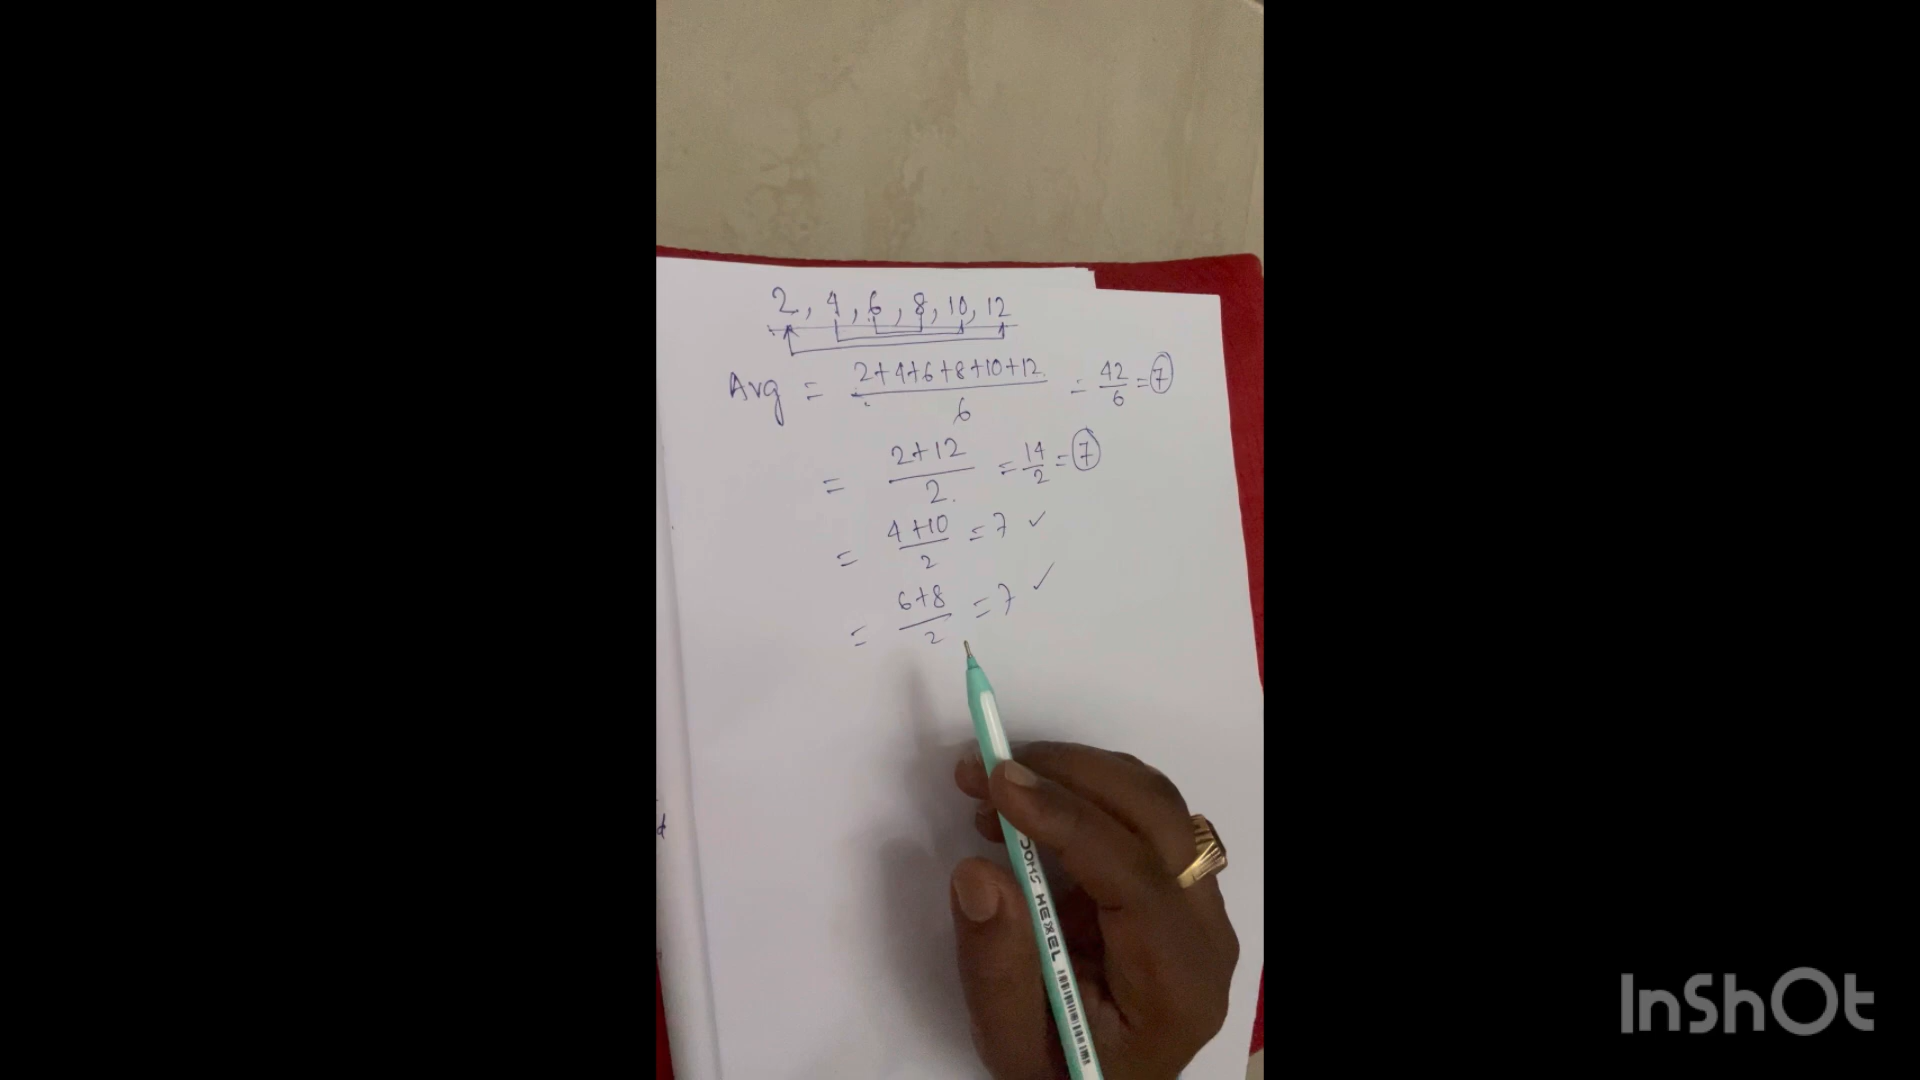 2, 4, 6, 8, 10, 12
Avg = 2+4+6+8+10+12 / 6 = 42/6 = 7
= 2+12 / 2 = 14/2 = 7
= 4+10 / 2 = 7 ✓
= 6+8 / 2 = 7 ✓
d
DOMS HEXEL
InShOt